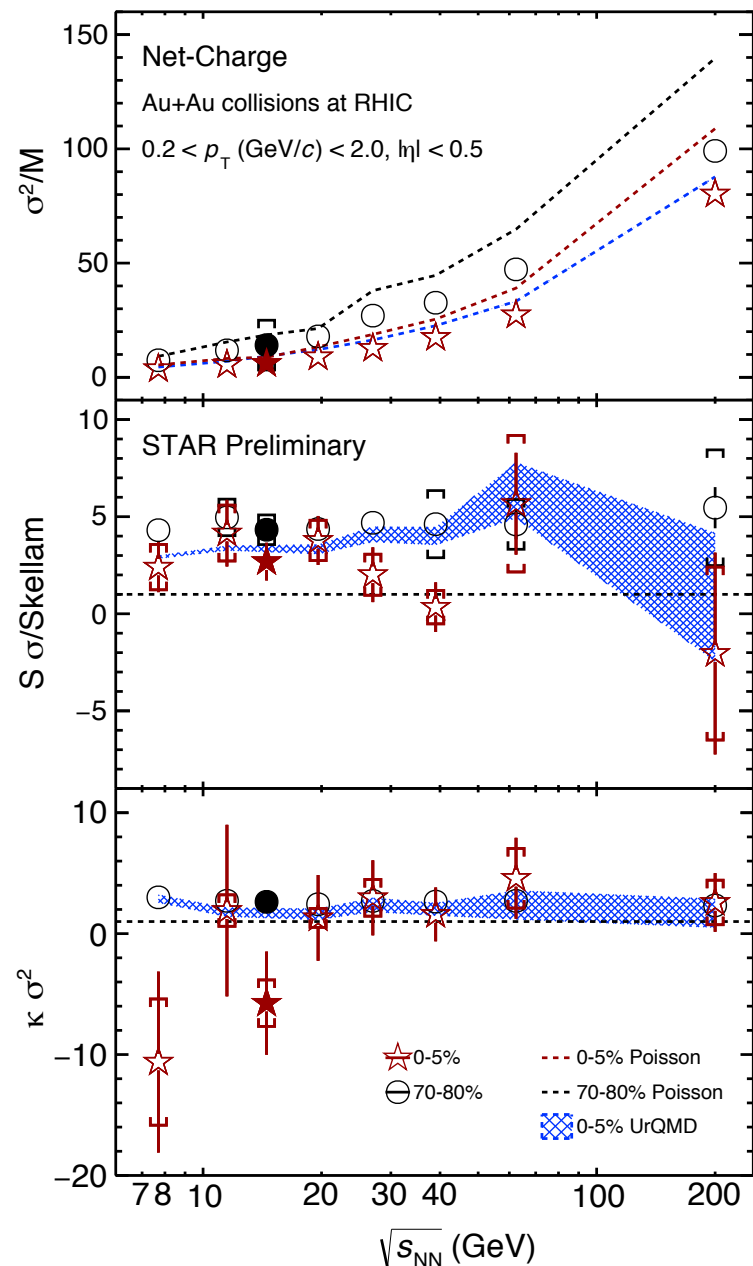 150
100
50
0
σ²/M
Net-Charge
Au+Au collisions at RHIC
0.2 < p_T (GeV/c) < 2.0, |η| < 0.5
10
5
0
−5
S σ/Skellam
STAR Preliminary
10
0
−10
−20
κ σ²
0-5%
70-80%
0-5% Poisson
70-80% Poisson
0-5% UrQMD
7 8 10 20 30 40 100 200
√s_NN (GeV)